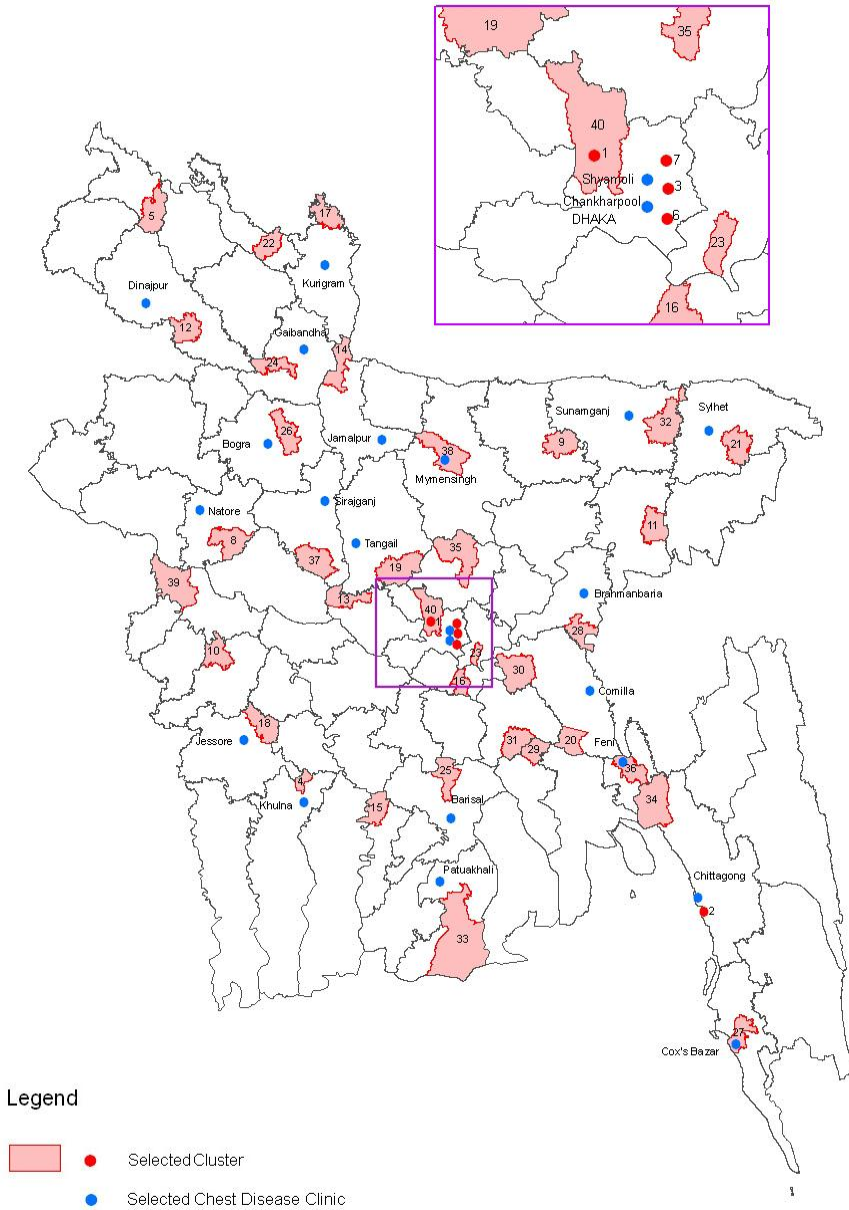 19
35
40
1
7
Shyamoli
3
Chankharpool
DHAKA
6
23
16
5
17
22
Kurigram
Dinajpur
12
Gaibandha
24
14
Sunamganj
Sylhet
32
26
Bogra
Jamalpur
9
21
38
Mymensingh
Sirajganj
Natore
11
8
Tangail
35
37
19
39
13
Brahmanbaria
40
1
28
10
23
30
16
Comilla
18
Jessore
31
29
20
Feni
36
25
4
Khulna
15
Barisal
34
Patuakhali
Chittagong
2
33
27
Cox's Bazar
Legend
Selected Cluster
Selected Chest Disease Clinic